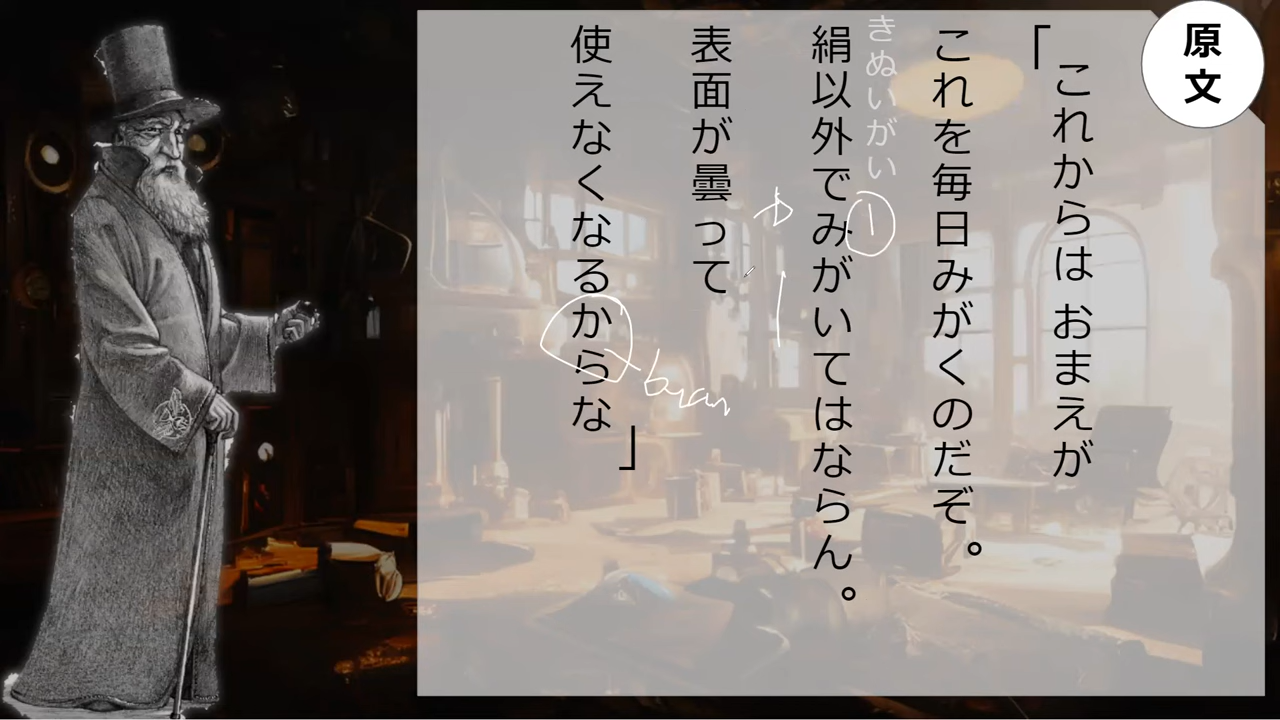 原文
「これからは おまえが
これを毎日みがくのだぞ。
きぬいがい
絹以外でみがいてはならん。
①
表面が曇って
使えなくなるからな」